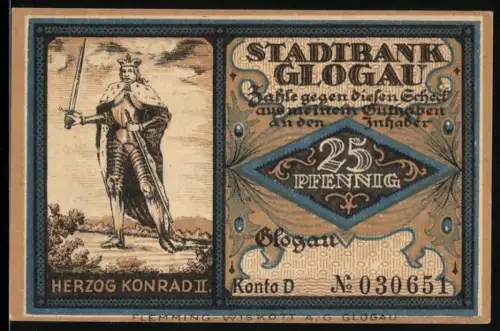 HERZOG KONRAD II.
STADTBANK
GLOGAU
Zahle gegen diesen Scheck
aus meinem Guthaben
an den Inhaber
25
PFENNIG
Glogau
Konto D № 030651
FLEMMING-WISKOTT A.G. GLOGAU